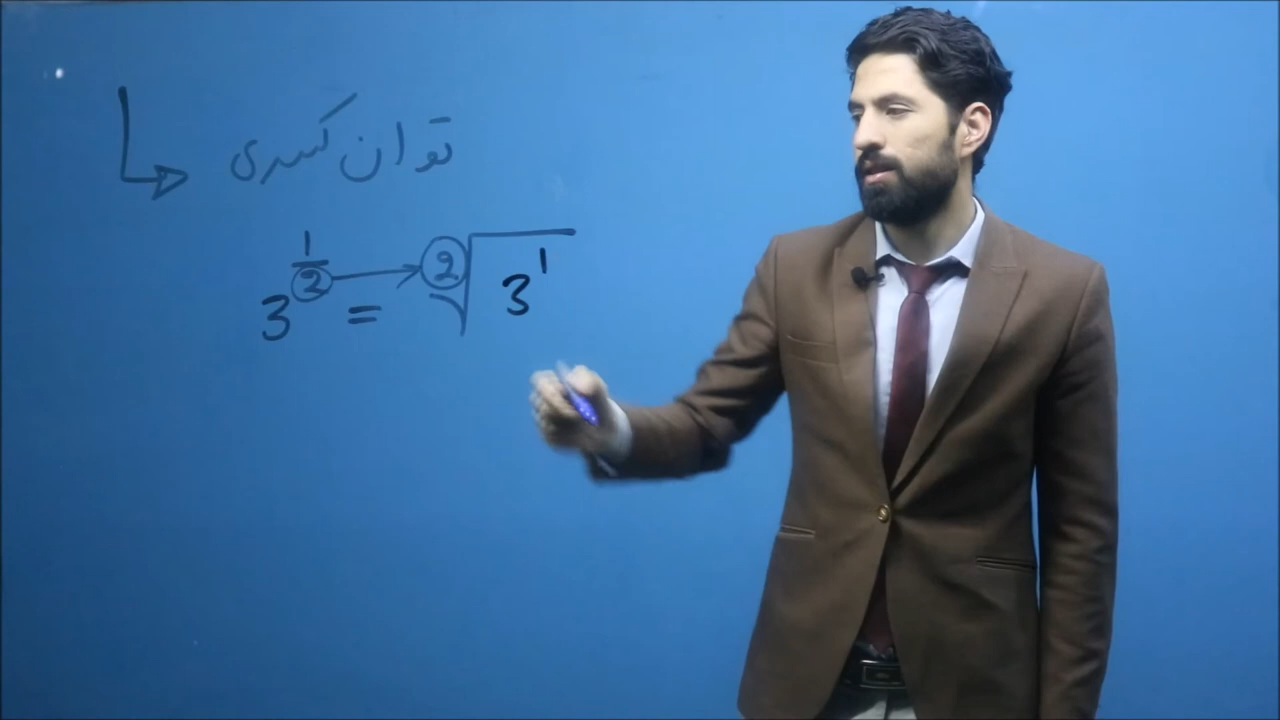 توان کسری
3^(1/2) = ²√3¹